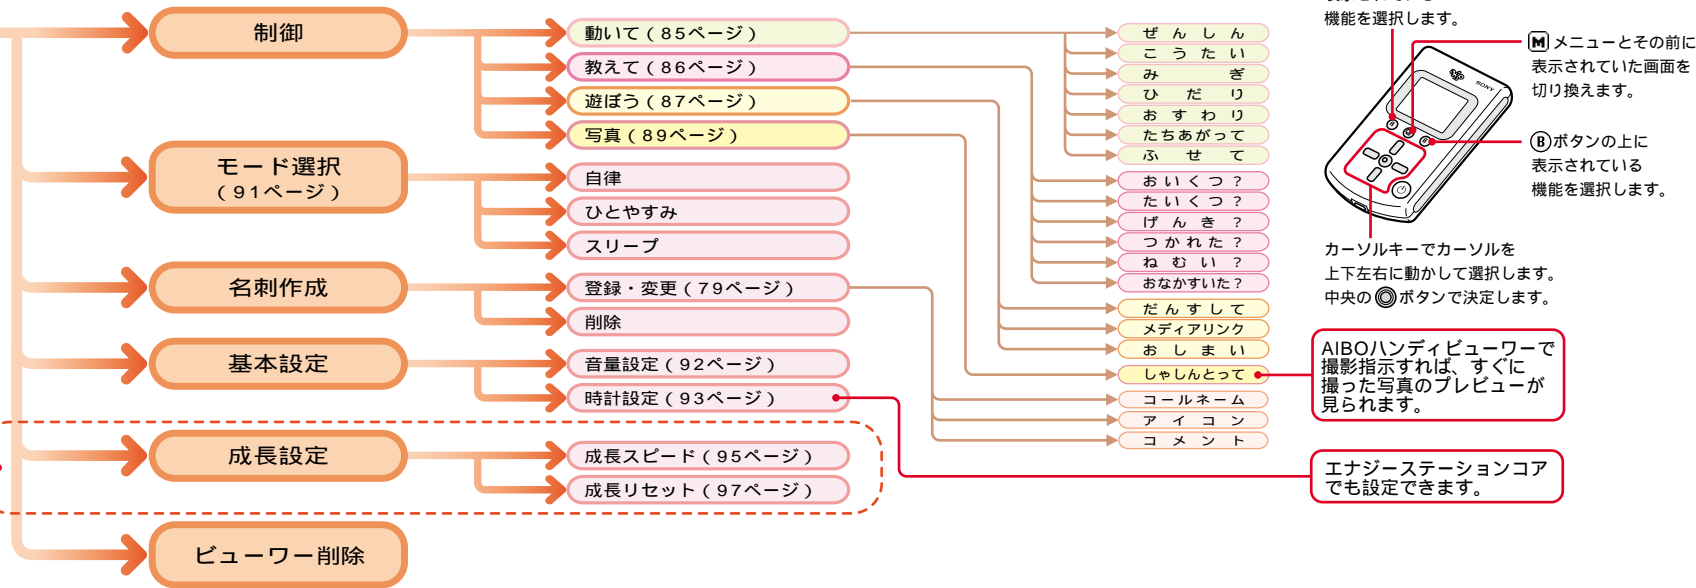 制御
動いて（85ページ）
教えて（86ページ）
遊ぼう（87ページ）
写真（89ページ）
ぜんしん
こうたい
みぎ
ひだり
おすわり
たちあがって
ふせて
おいくつ？
たいくつ？
げんき？
つかれた？
ねむい？
おなかすいた？
だんすして
メディアリンク
おしまい
しゃしんとって
モード選択
（91ページ）
自律
ひとやすみ
スリープ
名刺作成
登録・変更（79ページ）
削除
コールネーム
アイコン
コメント
基本設定
音量設定（92ページ）
時計設定（93ページ）
成長設定
成長スピード（95ページ）
成長リセット（97ページ）
ビューワー削除
機能を選択します。
SONY
Mメニューとその前に
表示されていた画面を
切り換えます。
Bボタンの上に
表示されている
機能を選択します。
カーソルキーでカーソルを
上下左右に動かして選択します。
中央の◎ボタンで決定します。
AIBOハンディビューワーで
撮影指示すれば、すぐに
撮った写真のプレビューが
見られます。
エナジーステーションコア
でも設定できます。